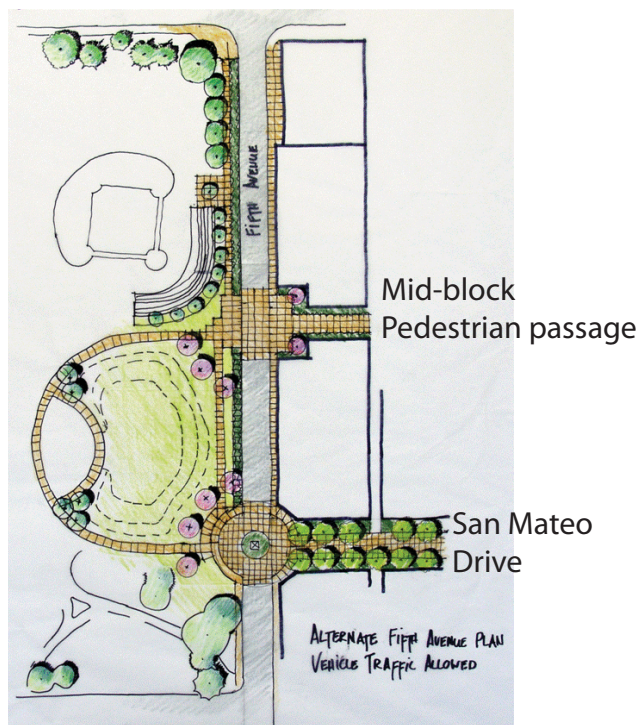 FIFTH AVENUE
Mid-block
Pedestrian passage
San Mateo
Drive
ALTERNATE FIFTH AVENUE PLAN
VEHICLE TRAFFIC ALLOWED